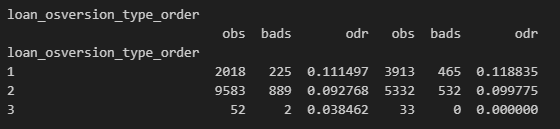 loan_osversion_type_order
obs bads odr obs bads odr
loan_osversion_type_order
1 2018 225 0.111497 3913 465 0.118835
2 9583 889 0.092768 5332 532 0.099775
3 52 2 0.038462 33 0 0.000000